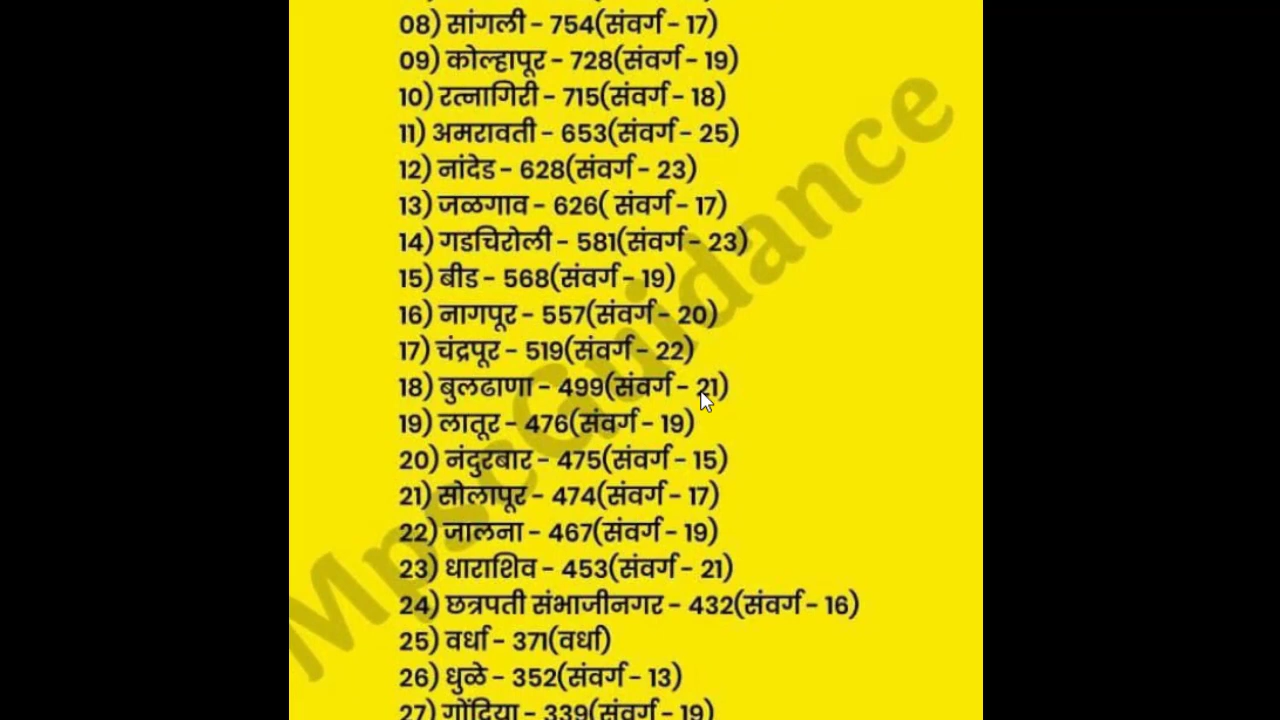 08) सांगली - 754(संवर्ग - 17)
09) कोल्हापूर - 728(संवर्ग - 19)
10) रत्नागिरी - 715(संवर्ग - 18)
11) अमरावती - 653(संवर्ग - 25)
12) नांदेड - 628(संवर्ग - 23)
13) जळगाव - 626( संवर्ग - 17)
14) गडचिरोली - 581(संवर्ग - 23)
15) बीड - 568(संवर्ग - 19)
16) नागपूर - 557(संवर्ग - 20)
17) चंद्रपूर - 519(संवर्ग - 22)
18) बुलढाणा - 499(संवर्ग - 21)
19) लातूर - 476(संवर्ग - 19)
20) नंदुरबार - 475(संवर्ग - 15)
21) सोलापूर - 474(संवर्ग - 17)
22) जालना - 467(संवर्ग - 19)
23) धाराशिव - 453(संवर्ग - 21)
24) छत्रपती संभाजीनगर - 432(संवर्ग - 16)
25) वर्धा - 371(वर्धा)
26) धुळे - 352(संवर्ग - 13)
27) गोंदिया - 339(संवर्ग - 19)
MpscGuidance